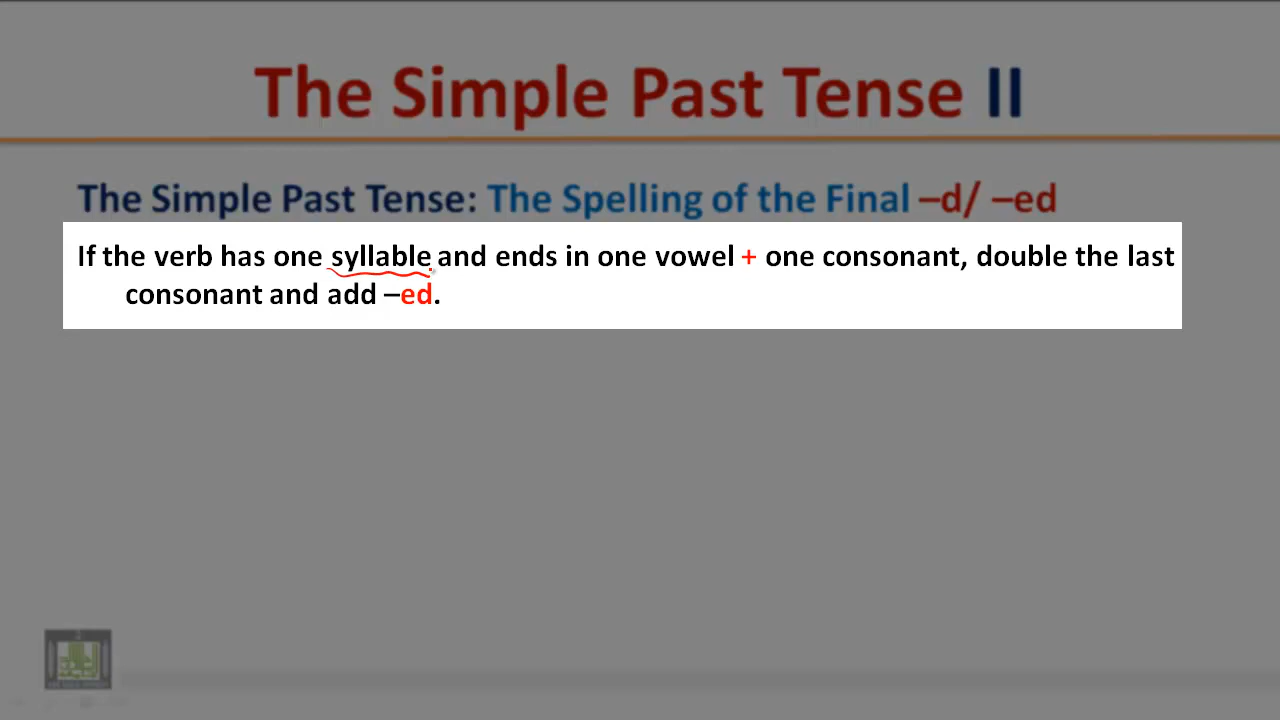 The Simple Past Tense II
The Simple Past Tense: The Spelling of the Final –d/ –ed
If the verb has one syllable and ends in one vowel + one consonant, double the last
consonant and add –ed.